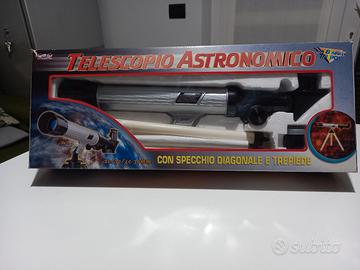 TELESCOPIO ASTRONOMICO
CON SPECCHIO DIAGONALE E TREPIEDE
subito